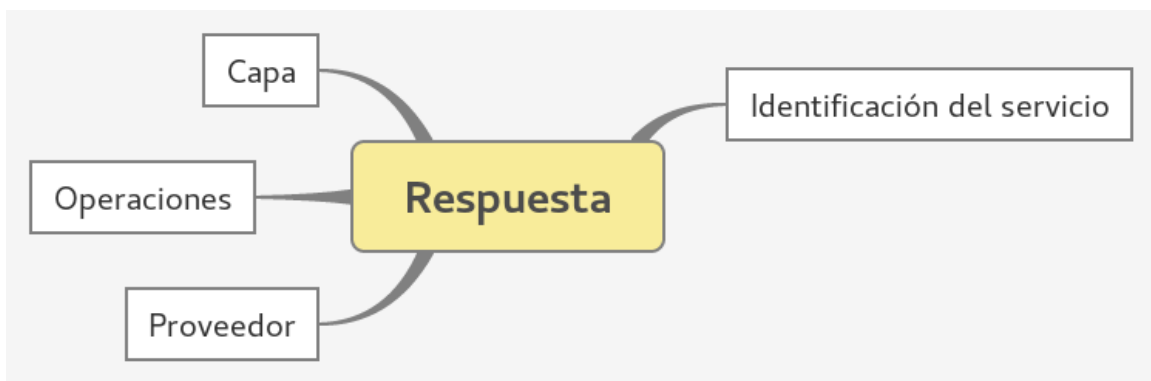 Capa
Identificación del servicio
Operaciones
Respuesta
Proveedor